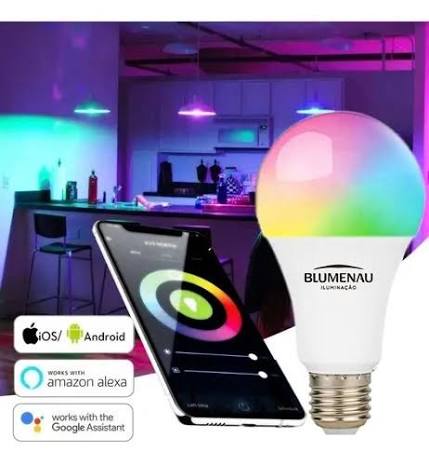 BLUMENAU
ILUMINAÇÃO
iOS/ Android
WORKS WITH
amazon alexa
works with the
Google Assistant